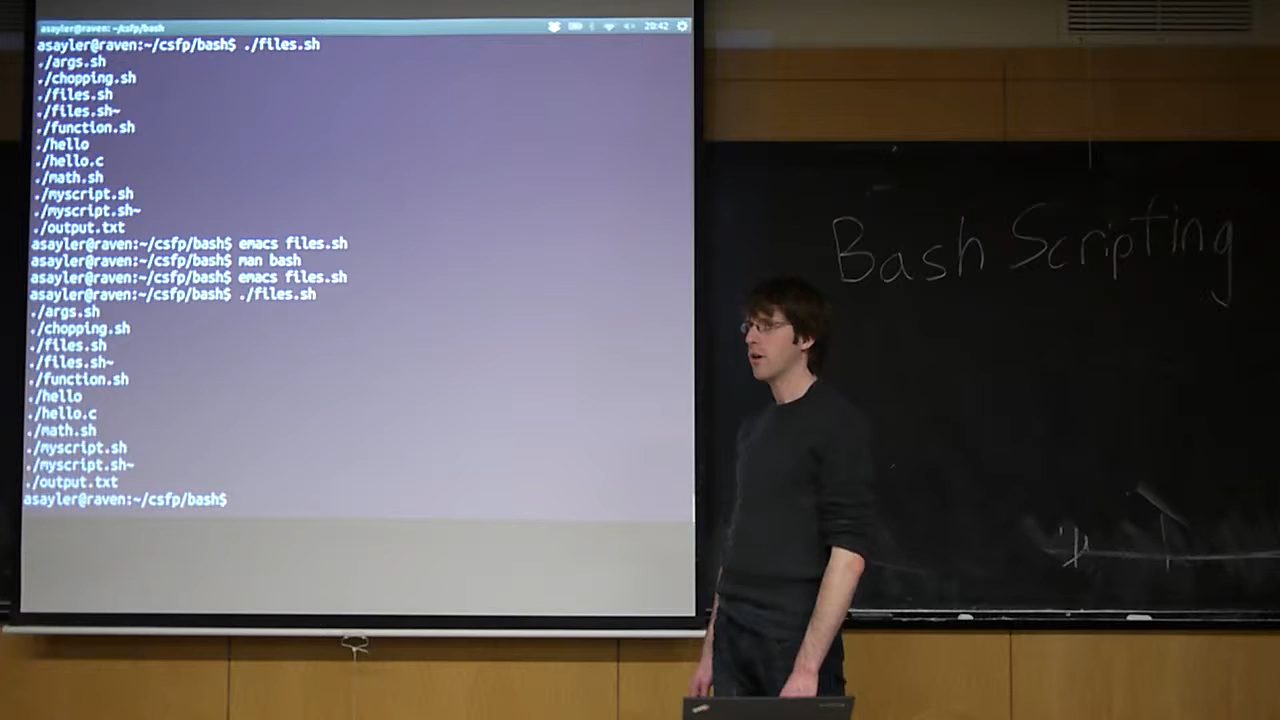 asayler@raven: ~/csfp/bash
20:42
asayler@raven:~/csfp/bash$ ./files.sh
./args.sh
./chopping.sh
./files.sh
./files.sh~
./function.sh
./hello
./hello.c
./math.sh
./myscript.sh
./myscript.sh~
./output.txt
asayler@raven:~/csfp/bash$ emacs files.sh
asayler@raven:~/csfp/bash$ man bash
asayler@raven:~/csfp/bash$ emacs files.sh
asayler@raven:~/csfp/bash$ ./files.sh
./args.sh
./chopping.sh
./files.sh
./files.sh~
./function.sh
./hello
./hello.c
./math.sh
./myscript.sh
./myscript.sh~
./output.txt
asayler@raven:~/csfp/bash$
Bash Scripting